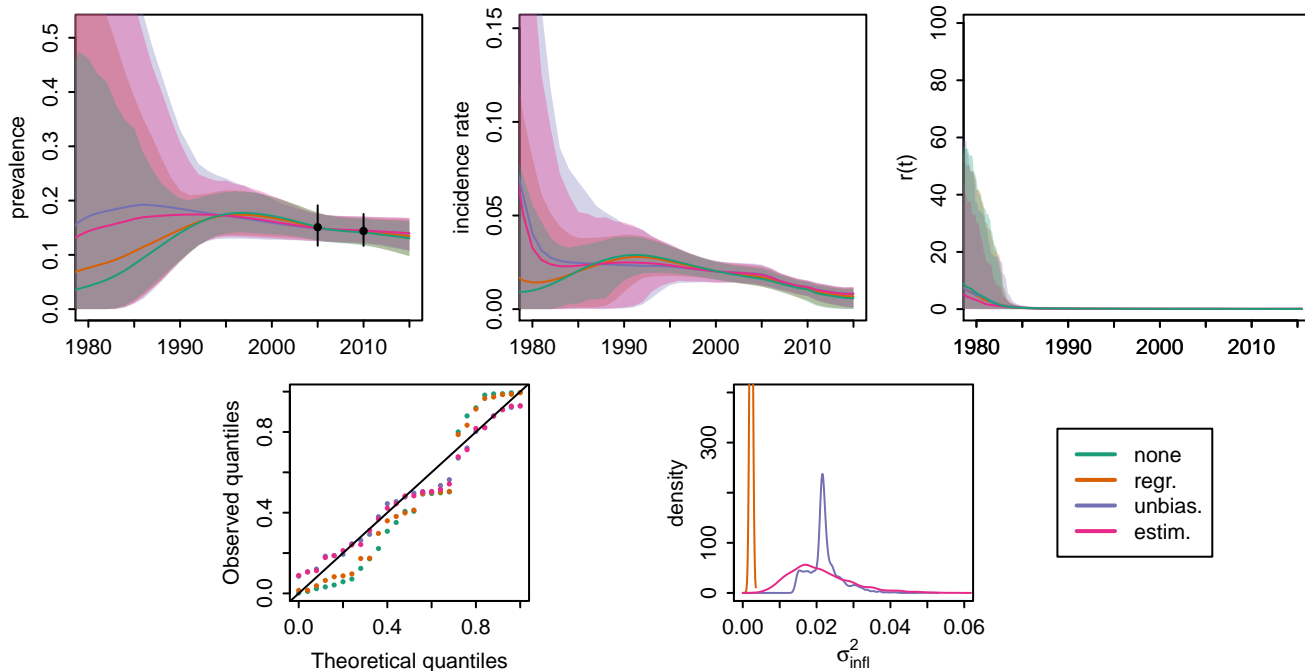 prevalence
0.0 0.1 0.2 0.3 0.4 0.5
1980 1990 2000 2010
incidence rate
0.00 0.05 0.10 0.15
1980 1990 2000 2010
r(t)
0 20 40 60 80 100
1980 1990 2000 2010
Observed quantiles
0.0 0.4 0.8
0.0 0.4 0.8
Theoretical quantiles
density
0 100 300
0.00 0.02 0.04 0.06
σ²infl
none
regr.
unbias.
estim.